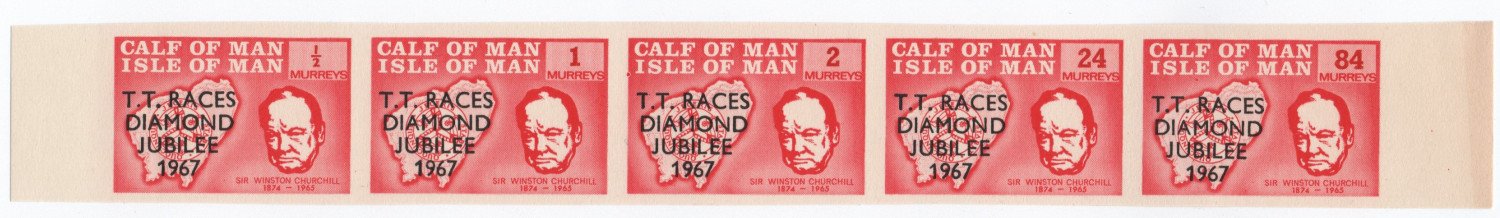 CALF OF MAN
ISLE OF MAN
½
MURREYS
T.T. RACES
DIAMOND
JUBILEE
1967
SIR WINSTON CHURCHILL
1874 – 1965
CALF OF MAN
ISLE OF MAN
1
MURREYS
T.T. RACES
DIAMOND
JUBILEE
1967
SIR WINSTON CHURCHILL
1874 – 1965
CALF OF MAN
ISLE OF MAN
2
MURREYS
T.T. RACES
DIAMOND
JUBILEE
1967
SIR WINSTON CHURCHILL
1874 – 1965
CALF OF MAN
ISLE OF MAN
24
MURREYS
T.T. RACES
DIAMOND
JUBILEE
1967
SIR WINSTON CHURCHILL
1874 – 1965
CALF OF MAN
ISLE OF MAN
84
MURREYS
T.T. RACES
DIAMOND
JUBILEE
1967
SIR WINSTON CHURCHILL
1874 – 1965